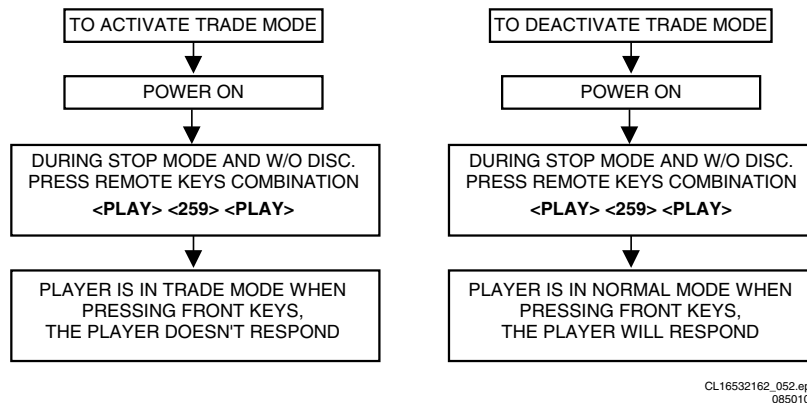 TO ACTIVATE TRADE MODE
POWER ON
DURING STOP MODE AND W/O DISC.
PRESS REMOTE KEYS COMBINATION
<PLAY> <259> <PLAY>
PLAYER IS IN TRADE MODE WHEN
PRESSING FRONT KEYS,
THE PLAYER DOESN'T RESPOND
TO DEACTIVATE TRADE MODE
POWER ON
DURING STOP MODE AND W/O DISC.
PRESS REMOTE KEYS COMBINATION
<PLAY> <259> <PLAY>
PLAYER IS IN NORMAL MODE WHEN
PRESSING FRONT KEYS,
THE PLAYER WILL RESPOND
CL16532162_052.ep
085010